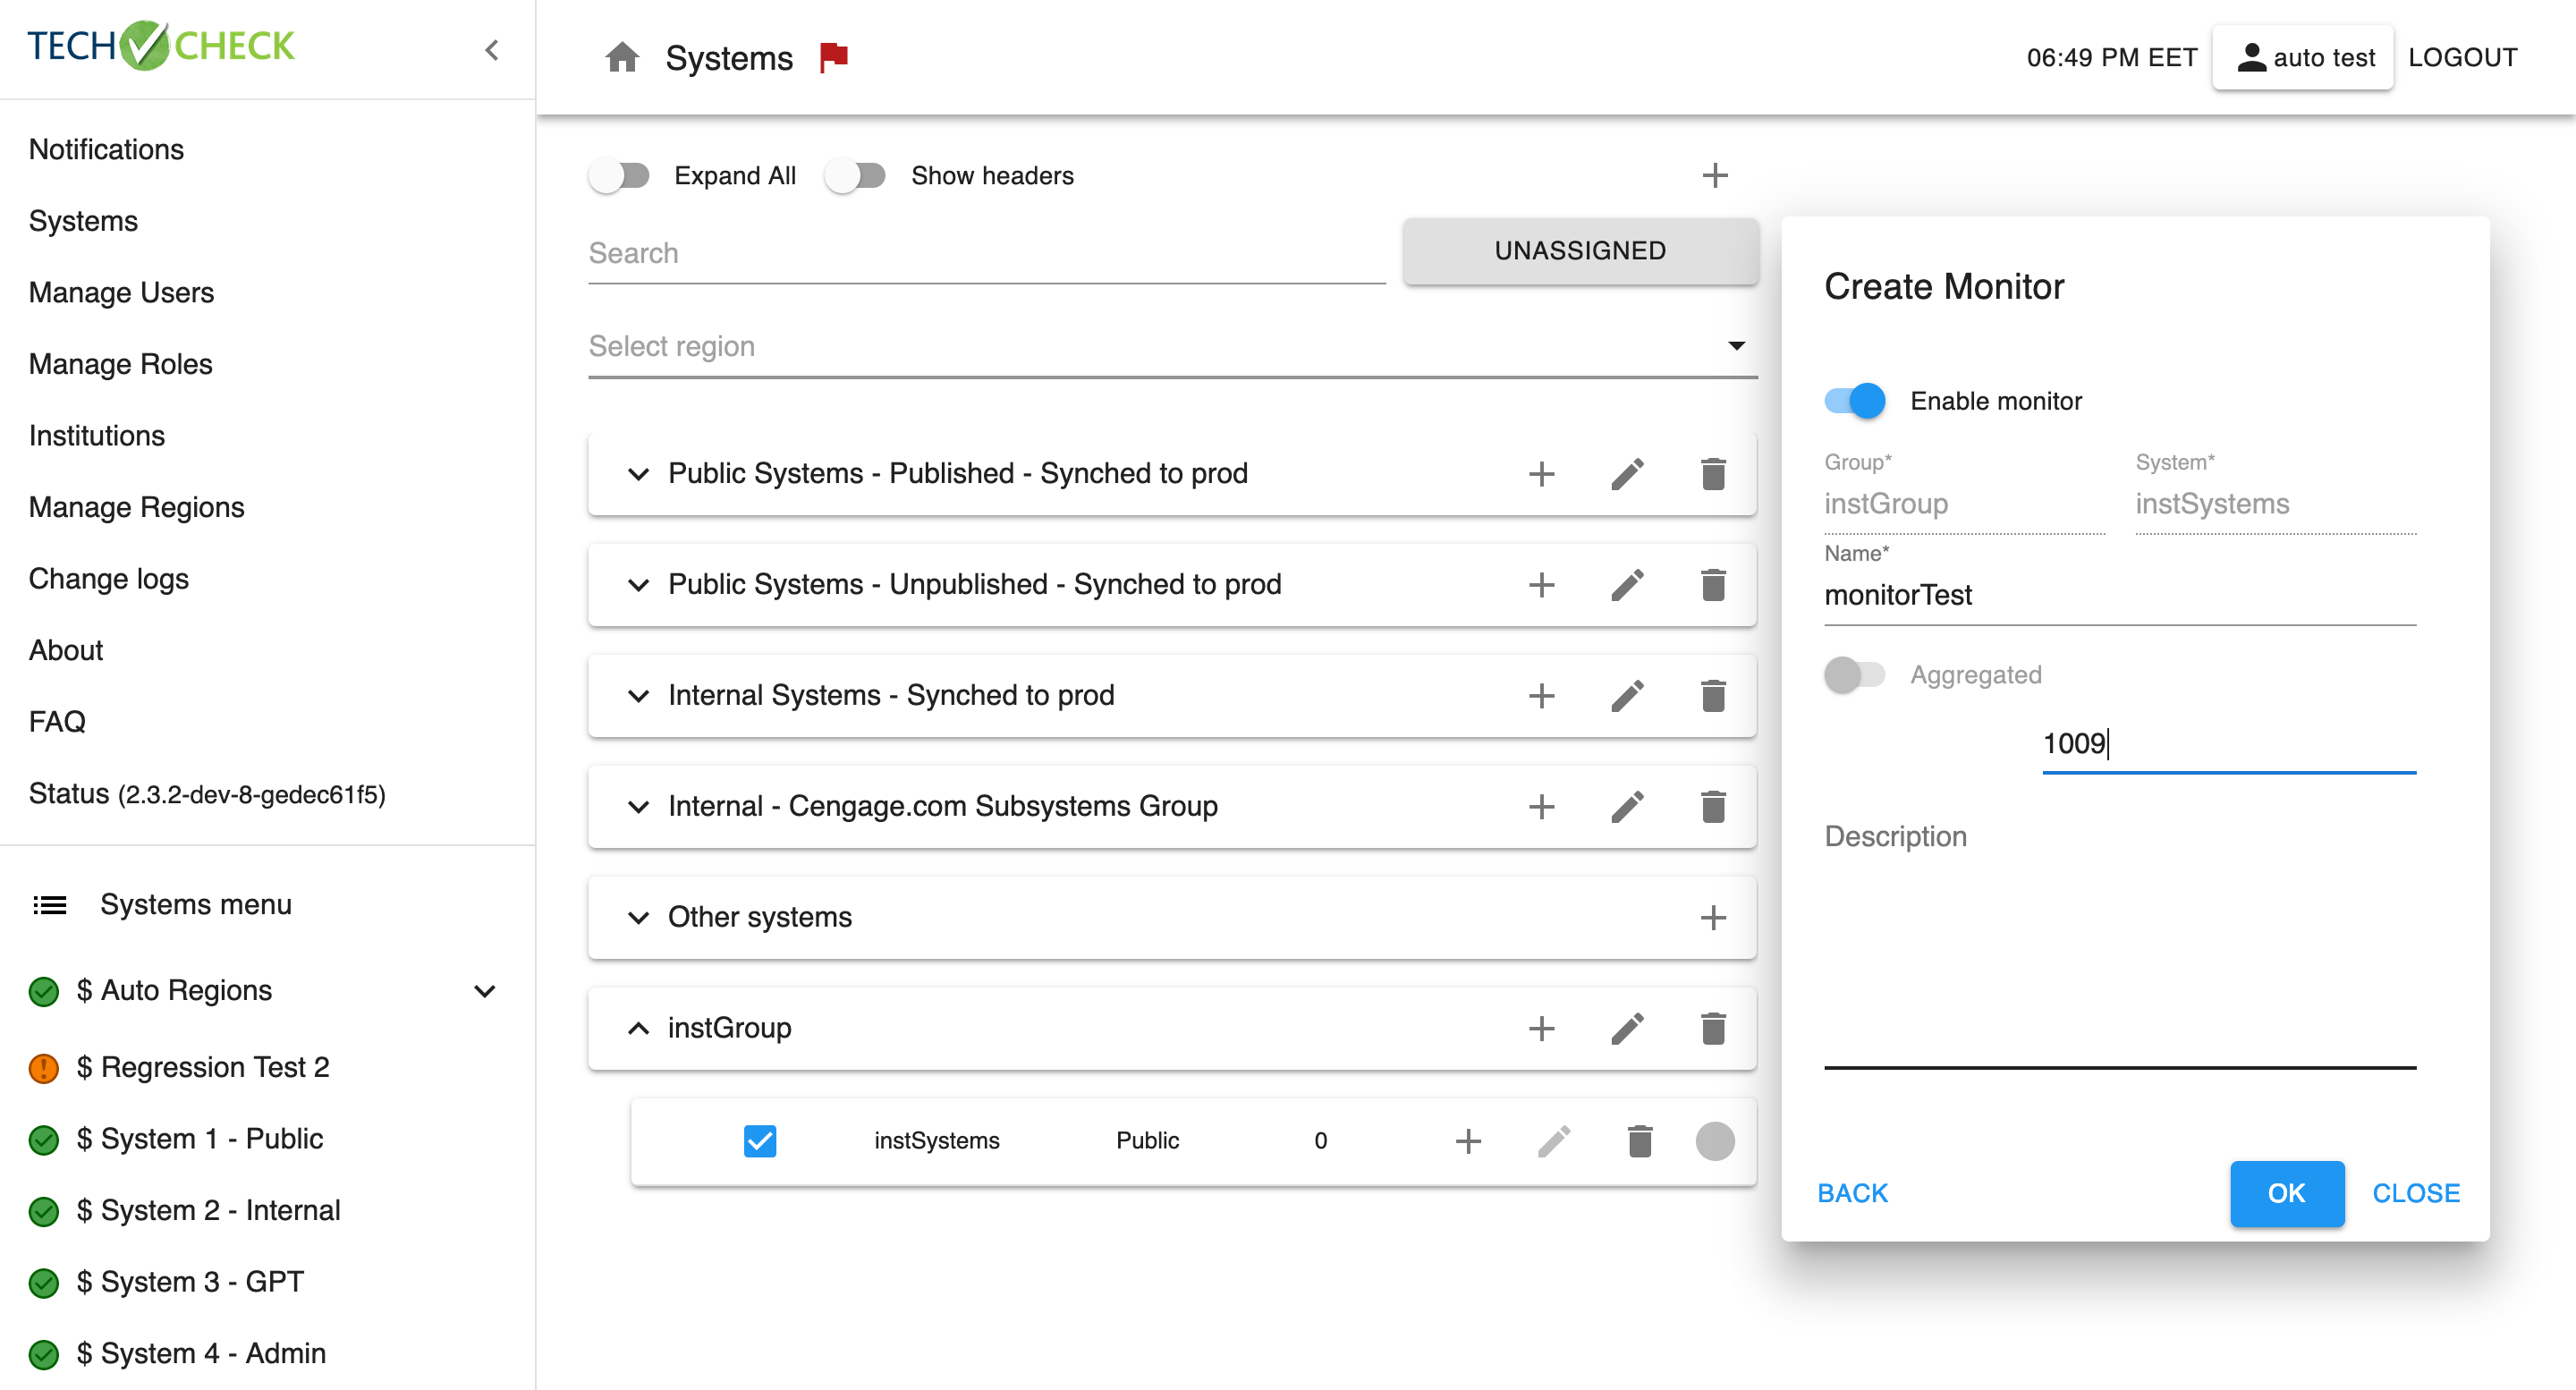 TECH CHECK
Notifications
Systems
Manage Users
Manage Roles
Institutions
Manage Regions
Change logs
About
FAQ
Status (2.3.2-dev-8-gedec61f5)
Systems menu
$ Auto Regions
$ Regression Test 2
$ System 1 - Public
$ System 2 - Internal
$ System 3 - GPT
$ System 4 - Admin
Systems
06:49 PM EET
auto test
LOGOUT
Expand All
Show headers
Search
UNASSIGNED
Select region
Public Systems - Published - Synched to prod
Public Systems - Unpublished - Synched to prod
Internal Systems - Synched to prod
Internal - Cengage.com Subsystems Group
Other systems
instGroup
instSystems Public 0
Create Monitor
Enable monitor
Group* System*
instGroup instSystems
Name*
monitorTest
Aggregated
1009
Description
BACK OK CLOSE